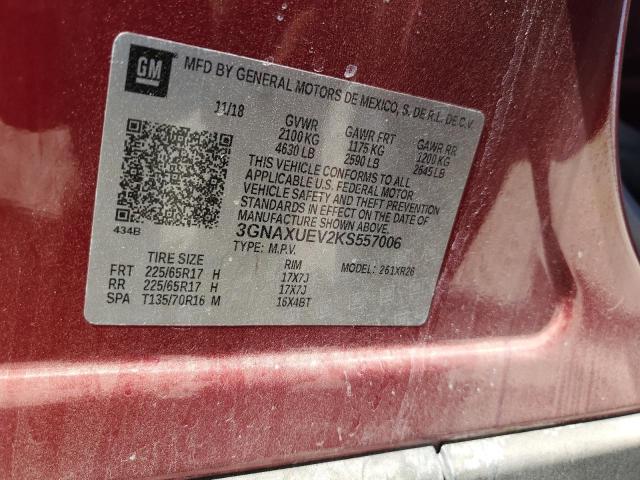 GM
MFD BY GENERAL MOTORS DE MEXICO, S. DE R.L. DE C.V.
11/18 GVWR GAWR FRT GAWR RR
2100 KG 1175 KG 1200 KG
4630 LB 2590 LB 2645 LB
THIS VEHICLE CONFORMS TO ALL
APPLICABLE U.S. FEDERAL MOTOR
VEHICLE SAFETY AND THEFT PREVENTION
STANDARDS IN EFFECT ON THE DATE OF
MANUFACTURE SHOWN ABOVE.
434B
3GNAXUEV2KS557006
TYPE: M.P.V. MODEL: 261XR26
TIRE SIZE RIM
FRT 225/65R17 H 17X7J
RR 225/65R17 H 17X7J
SPA T135/70R16 M 16X4BT